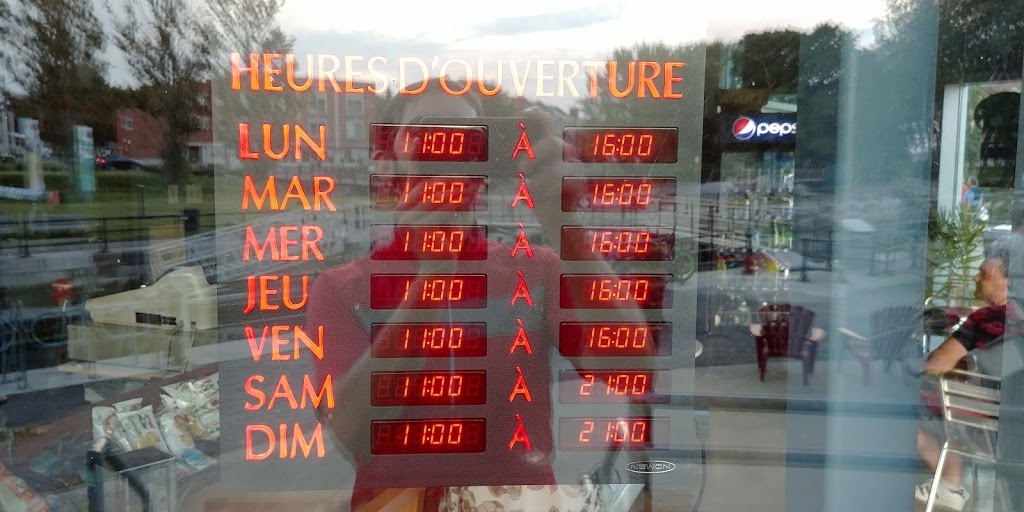 HEURES D'OUVERTURE
LUN 11:00 À 16:00
MAR 11:00 À 16:00
MER 11:00 À 16:00
JEU 11:00 À 16:00
VEN 11:00 À 16:00
SAM 11:00 À 21:00
DIM 11:00 À 21:00
NEWON
peps